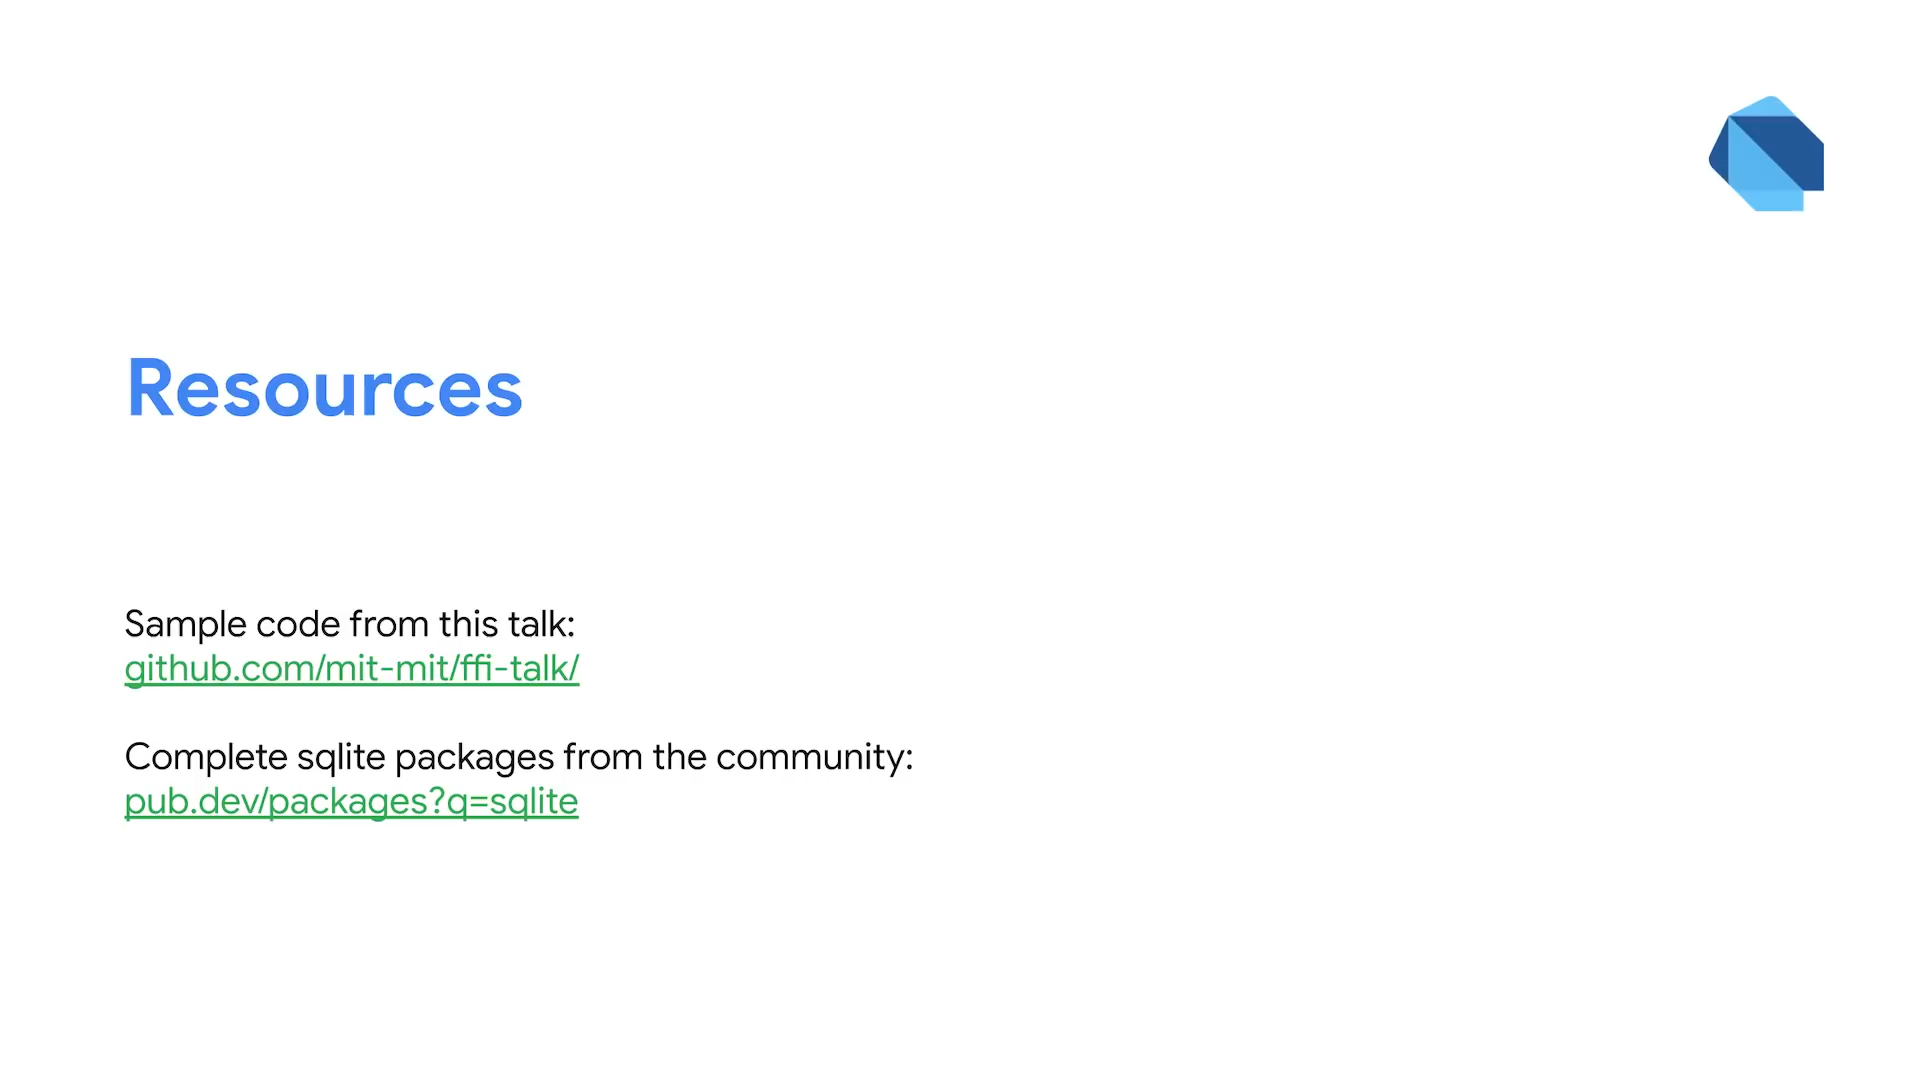 Resources
Sample code from this talk:
github.com/mit-mit/ffi-talk/
Complete sqlite packages from the community:
pub.dev/packages?q=sqlite